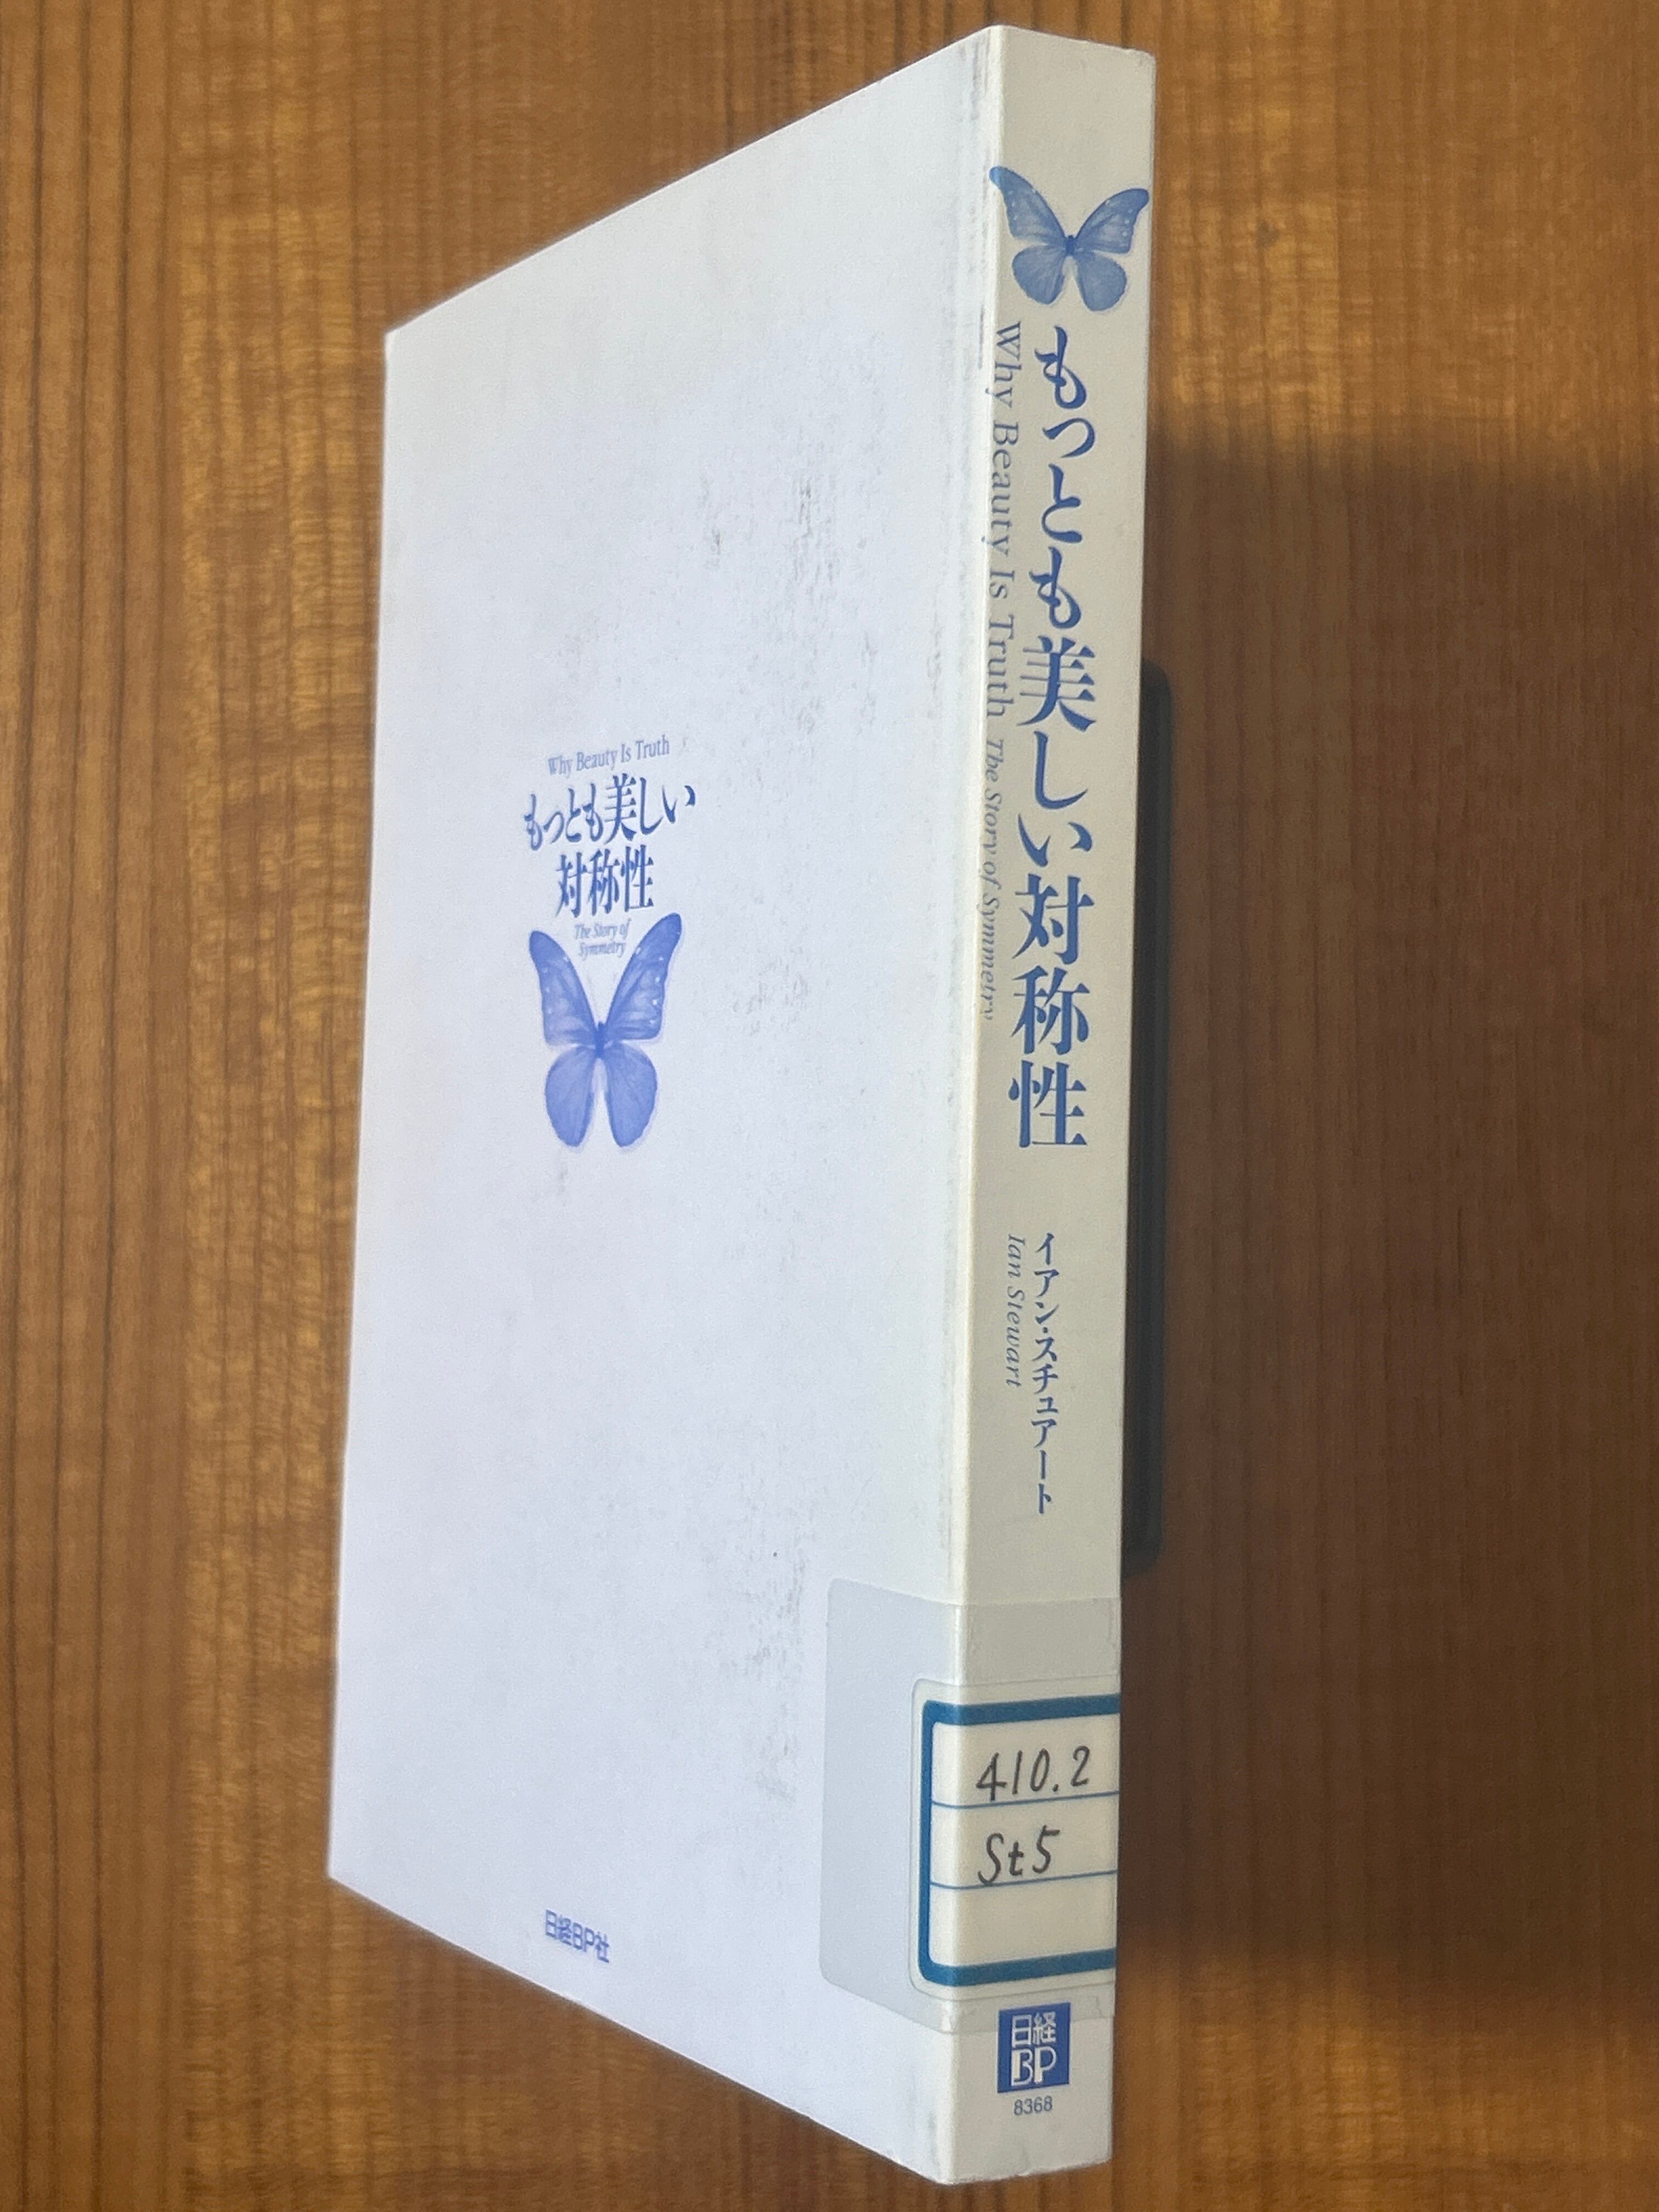 Why Beauty Is Truth
もっとも美しい
対称性
The Story of
Symmetry
日経BP社
もっとも美しい対称性
Why Beauty Is Truth The Story of Symmetry
イアン・スチュアート
Ian Stewart
410.2
St5
日経
BP
8368